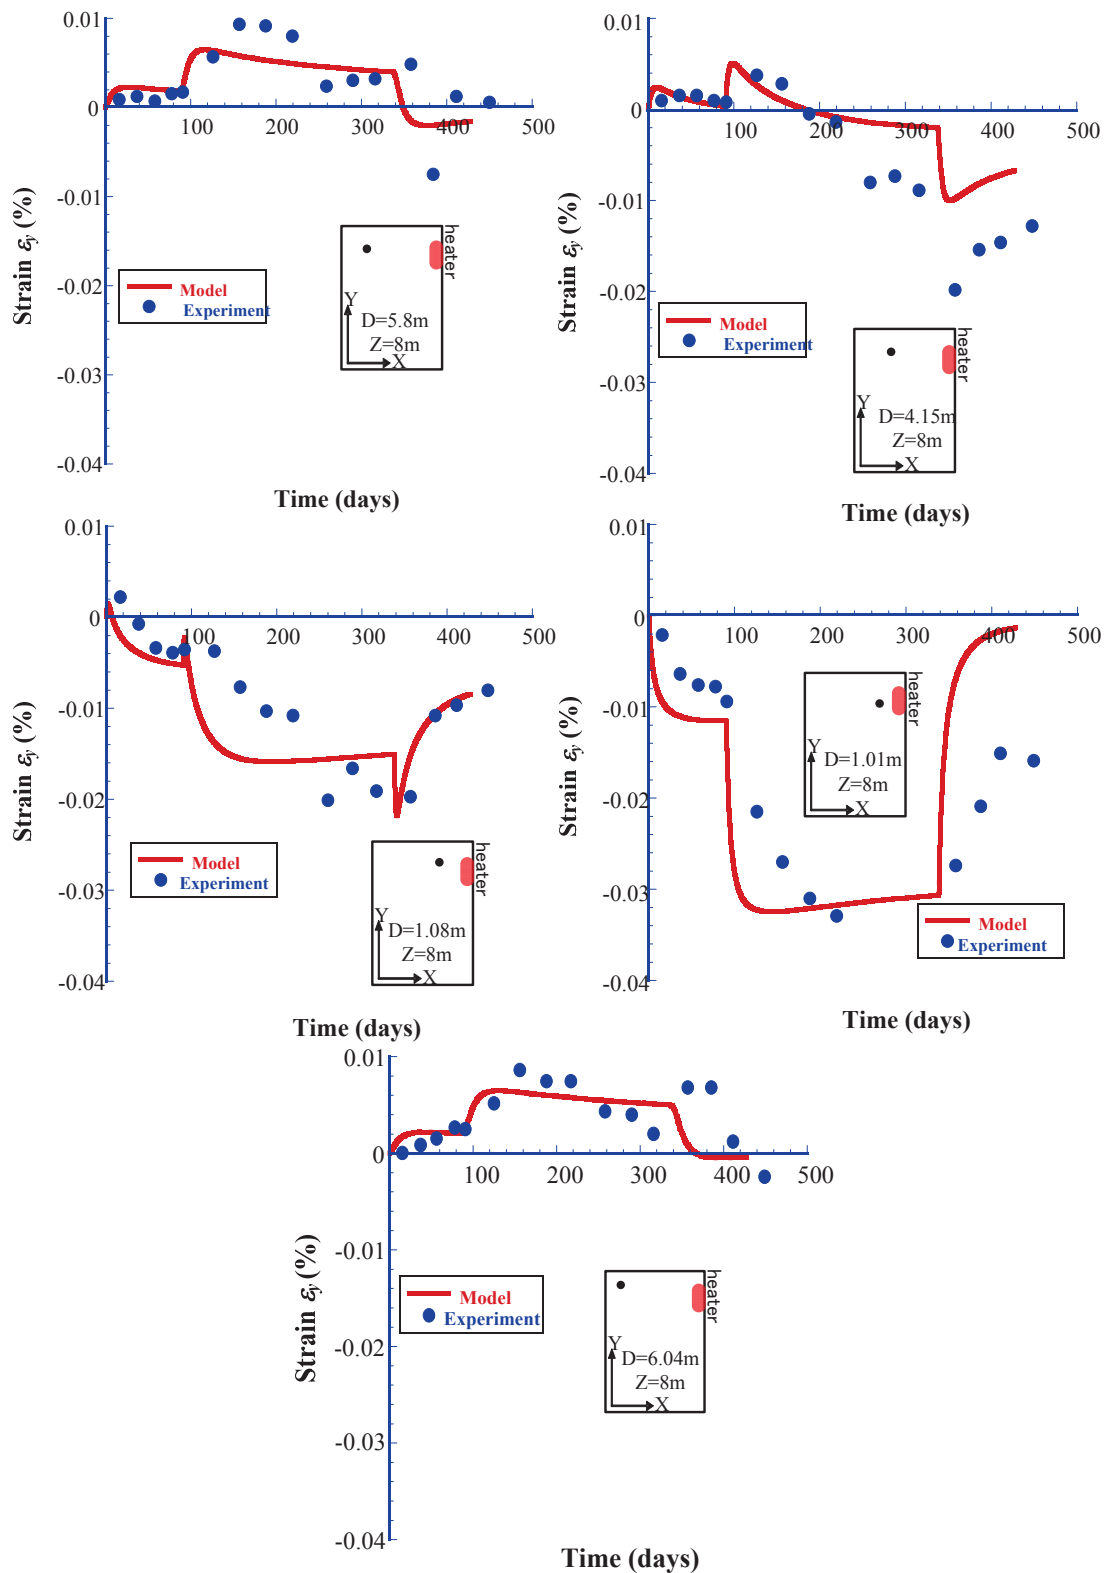 0.01
0
-0.01
-0.02
-0.03
-0.04
100
200
300
400
500
Strain εy (%)
Time (days)
Model
Experiment
heater
Y
D=5.8m
Z=8m
X
0.01
0
-0.01
-0.02
-0.03
-0.04
100
200
300
400
500
Strain εy (%)
Time (days)
Model
Experiment
heater
Y
D=4.15m
Z=8m
X
0.01
0
-0.01
-0.02
-0.03
-0.04
100
200
300
400
500
Strain εy (%)
Time (days)
Model
Experiment
heater
Y
D=1.08m
Z=8m
X
0.01
0
-0.01
-0.02
-0.03
-0.04
100
200
300
400
500
Strain εy (%)
Time (days)
heater
Y
D=1.01m
Z=8m
X
Model
Experiment
0.01
0
-0.01
-0.02
-0.03
-0.04
100
200
300
400
500
Strain εy (%)
Time (days)
Model
Experiment
heater
Y
D=6.04m
Z=8m
X